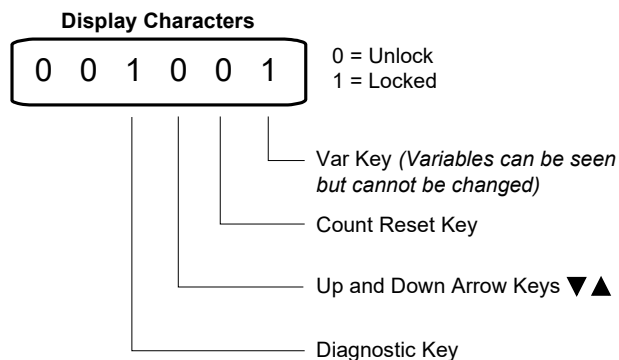 Display Characters
0 0 1 0 0 1
0 = Unlock
1 = Locked
Var Key (Variables can be seen
but cannot be changed)
Count Reset Key
Up and Down Arrow Keys ▼▲
Diagnostic Key